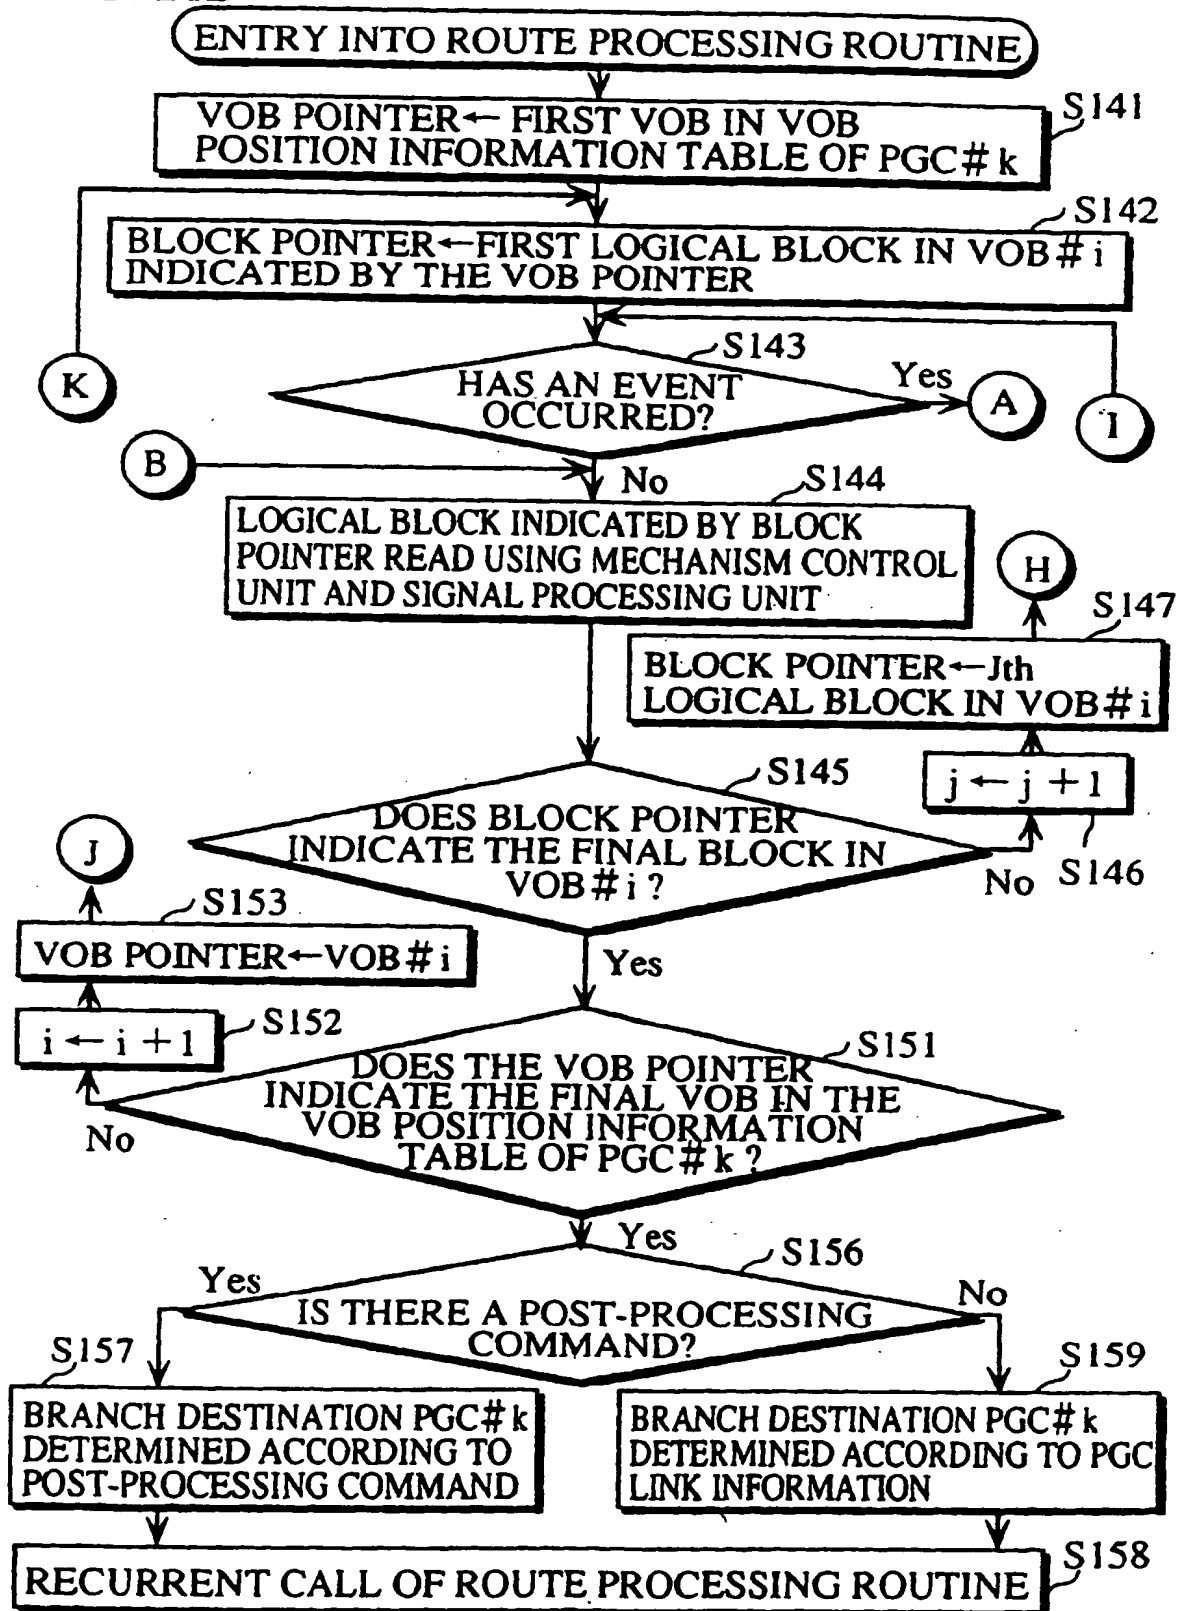 ENTRY INTO ROUTE PROCESSING ROUTINE
S141
VOB POINTER←FIRST VOB IN VOB
POSITION INFORMATION TABLE OF PGC#k
S142
BLOCK POINTER←FIRST LOGICAL BLOCK IN VOB#i
INDICATED BY THE VOB POINTER
S143
K
HAS AN EVENT
OCCURRED?
Yes
A
I
B
No
S144
LOGICAL BLOCK INDICATED BY BLOCK
POINTER READ USING MECHANISM CONTROL
UNIT AND SIGNAL PROCESSING UNIT
H
S147
BLOCK POINTER←Jth
LOGICAL BLOCK IN VOB#i
S145
j←j+1
S146
DOES BLOCK POINTER
INDICATE THE FINAL BLOCK IN
VOB#i?
No
J
S153
VOB POINTER←VOB#i
Yes
i←i+1
S152
S151
DOES THE VOB POINTER
INDICATE THE FINAL VOB IN THE
VOB POSITION INFORMATION
TABLE OF PGC#k?
No
Yes
S156
Yes
IS THERE A POST-PROCESSING
COMMAND?
No
S157
BRANCH DESTINATION PGC#k
DETERMINED ACCORDING TO
POST-PROCESSING COMMAND
S159
BRANCH DESTINATION PGC#k
DETERMINED ACCORDING TO PGC
LINK INFORMATION
S158
RECURRENT CALL OF ROUTE PROCESSING ROUTINE